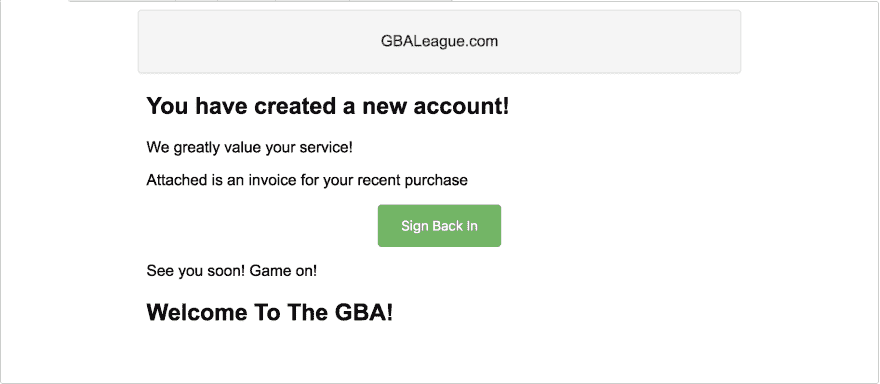 GBALeague.com
You have created a new account!
We greatly value your service!
Attached is an invoice for your recent purchase
Sign Back In
See you soon! Game on!
Welcome To The GBA!